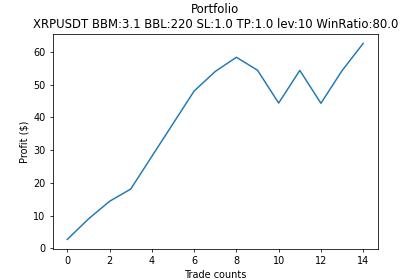 Portfolio
XRPUSDT BBM:3.1 BBL:220 SL:1.0 TP:1.0 lev:10 WinRatio:80.0
60
50
40
30
20
10
0
Profit ($)
0 2 4 6 8 10 12 14
Trade counts